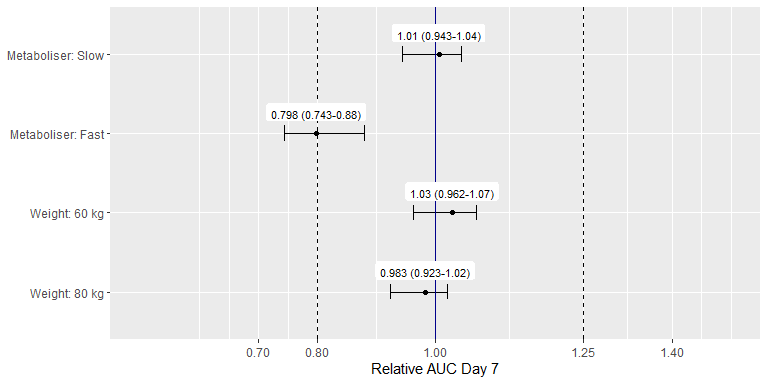 1.01 (0.943-1.04)
Metaboliser: Slow
0.798 (0.743-0.88)
Metaboliser: Fast
1.03 (0.962-1.07)
Weight: 60 kg
0.983 (0.923-1.02)
Weight: 80 kg
0.70 0.80 1.00 1.25 1.40
Relative AUC Day 7